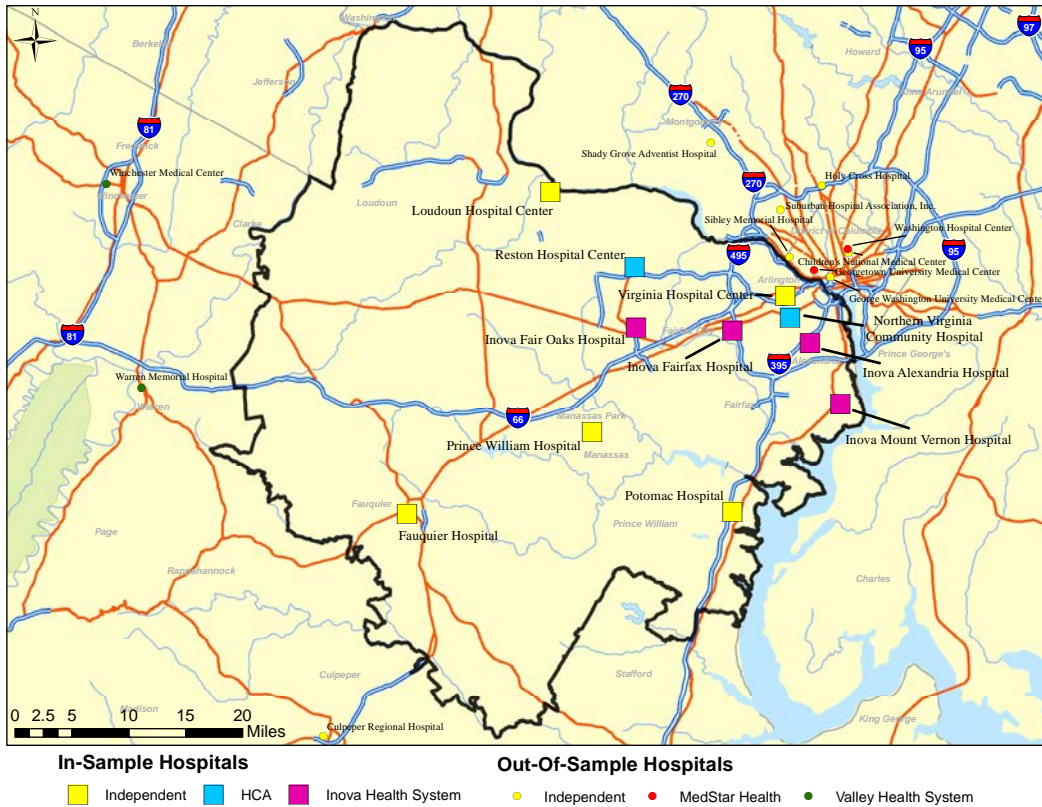 N
Washington
Berkeley
Jefferson
Howard
95
97
Anne Arundel
270
Montgomery
81
Frederick
Shady Grove Adventist Hospital
Winchester Medical Center
Winchester
270
Holy Cross Hospital
Loudoun Hospital Center
Loudoun
Clarke
Suburban Hospital Association, Inc.
Sibley Memorial Hospital
Washington Hospital Center
District of Columbia
Reston Hospital Center
495
95
Children's National Medical Center
Georgetown University Medical Center
Arlington
Virginia Hospital Center
George Washington University Medical Center
81
Inova Fair Oaks Hospital
Fairfax City
Northern Virginia
Community Hospital
Inova Fairfax Hospital
395
Alexandria
Prince George's
Inova Alexandria Hospital
Warren Memorial Hospital
Warren
66
Manassas Park
Fairfax
Prince William Hospital
Manassas
Inova Mount Vernon Hospital
Potomac Hospital
Fauquier
Fauquier Hospital
Prince William
Page
Rappahannock
Charles
Culpeper
Stafford
Madison
King George
Culpeper Regional Hospital
0 2.5 5 10 15 20
Miles
In-Sample Hospitals
Independent HCA Inova Health System
Out-Of-Sample Hospitals
Independent MedStar Health Valley Health System